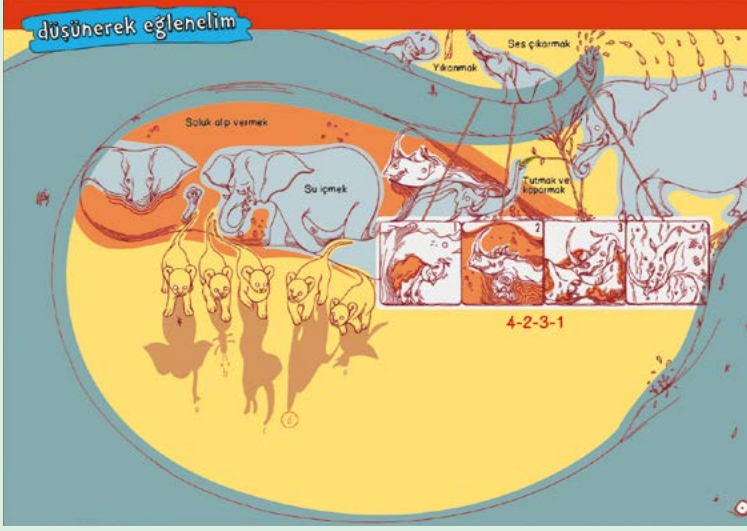 düşünerek eğlenelim
Ses çıkarmak
Yıkanmak
Soluk alıp vermek
Su içmek
Tutmak ve
koparmak
2
3
4-2-3-1
b
a
c
d
e